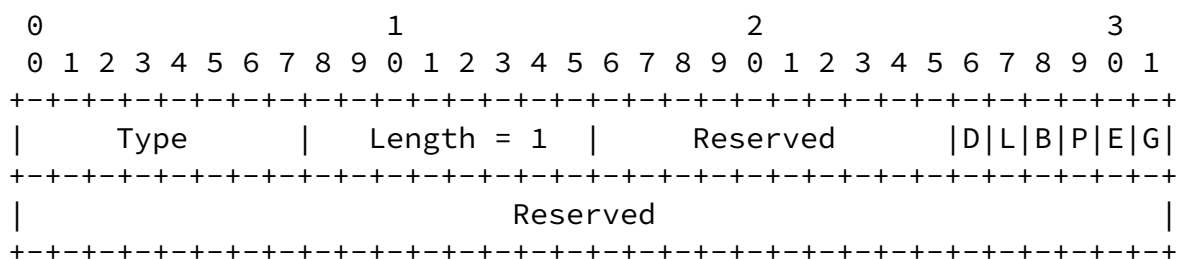 0                   1                   2                   3
 0 1 2 3 4 5 6 7 8 9 0 1 2 3 4 5 6 7 8 9 0 1 2 3 4 5 6 7 8 9 0 1
+-+-+-+-+-+-+-+-+-+-+-+-+-+-+-+-+-+-+-+-+-+-+-+-+-+-+-+-+-+-+-+-+
|     Type      |   Length = 1  |     Reserved      |D|L|B|P|E|G|
+-+-+-+-+-+-+-+-+-+-+-+-+-+-+-+-+-+-+-+-+-+-+-+-+-+-+-+-+-+-+-+-+
|                           Reserved                            |
+-+-+-+-+-+-+-+-+-+-+-+-+-+-+-+-+-+-+-+-+-+-+-+-+-+-+-+-+-+-+-+-+